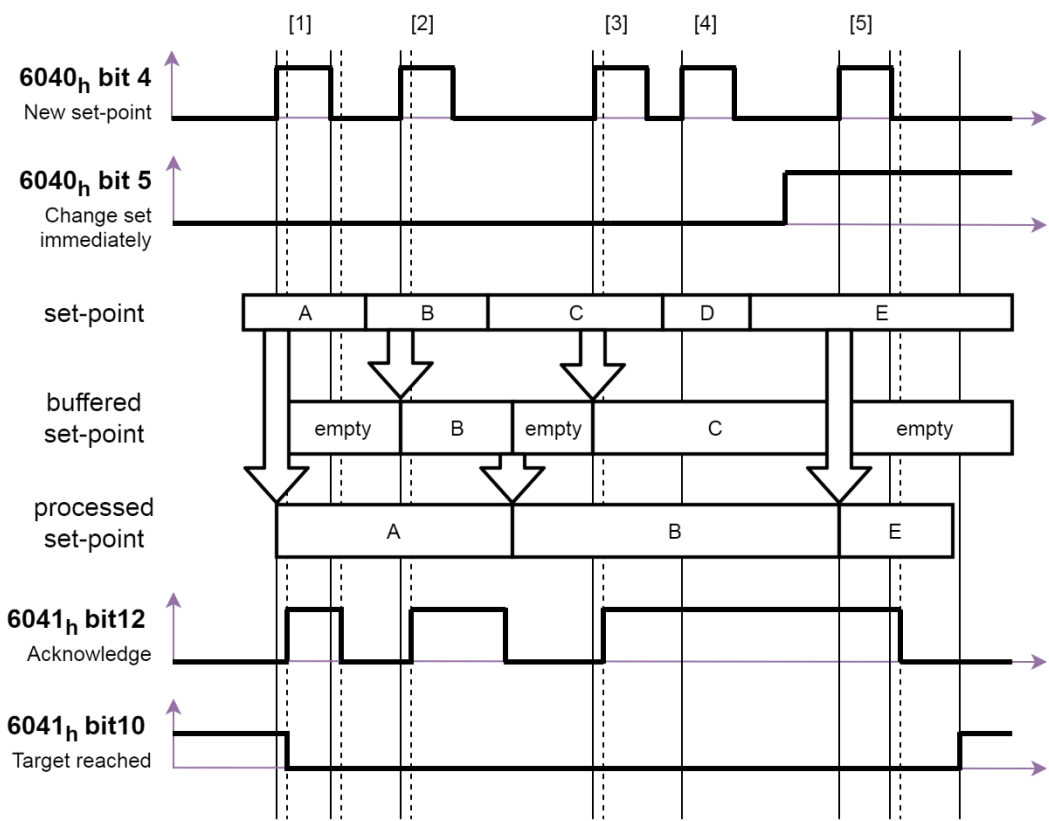 [1] [2] [3] [4] [5]
6040h bit 4
New set-point
6040h bit 5
Change set
immediately
set-point A B C D E
buffered
set-point empty B empty C empty
processed
set-point A B E
6041h bit12
Acknowledge
6041h bit10
Target reached